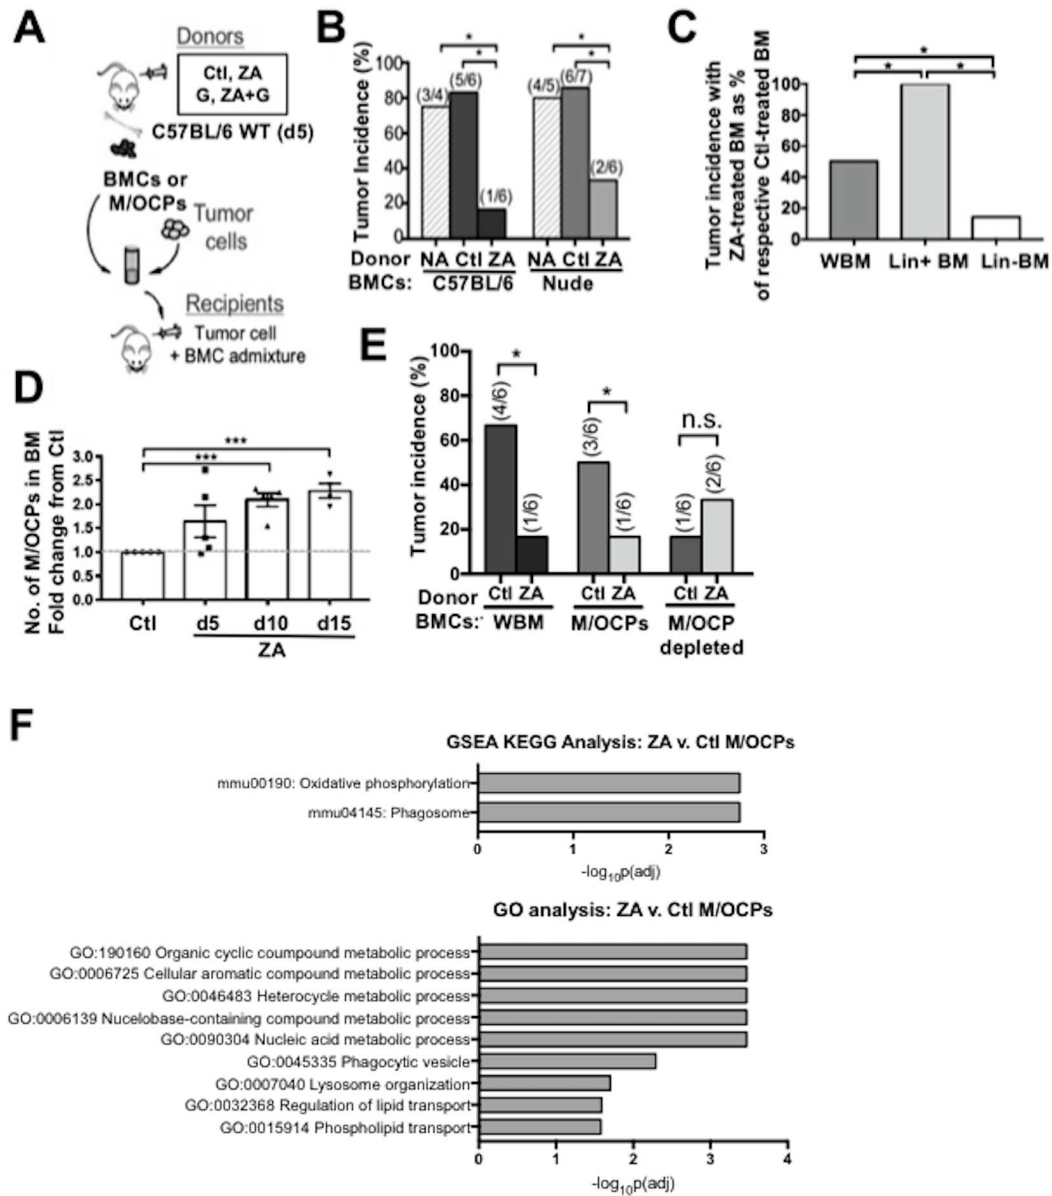 A
Donors
Ctl, ZA
G, ZA+G
C57BL/6 WT (d5)
BMCs or
M/OCPs
Tumor
cells
Recipients
Tumor cell
+ BMC admixture
B
Tumor Incidence (%)
100
80
60
40
20
0
(3/4)
(5/6)
(1/6)
(4/5)
(6/7)
(2/6)
*
*
*
*
Donor
BMCs:
NA Ctl ZA
NA Ctl ZA
C57BL/6
Nude
C
Tumor incidence with
ZA-treated BM as %
of respective Ctl-treated BM
100
80
60
40
20
0
*
*
*
WBM
Lin+ BM
Lin-BM
D
No. of M/OCPs in BM
Fold change from Ctl
3.0
2.5
2.0
1.5
1.0
0.5
0.0
***
***
Ctl
d5
d10
d15
ZA
E
Tumor incidence (%)
100
80
60
40
20
0
*
*
n.s.
(4/6)
(1/6)
(3/6)
(1/6)
(1/6)
(2/6)
Donor
BMCs:
Ctl ZA
Ctl ZA
Ctl ZA
WBM
M/OCPs
M/OCP
depleted
F
GSEA KEGG Analysis: ZA v. Ctl M/OCPs
mmu00190: Oxidative phosphorylation
mmu04145: Phagosome
0 1 2 3
-log10p(adj)
GO analysis: ZA v. Ctl M/OCPs
GO:190160 Organic cyclic coumpound metabolic process
GO:0006725 Cellular aromatic compound metabolic process
GO:0046483 Heterocycle metabolic process
GO:0006139 Nucelobase-containing compound metabolic process
GO:0090304 Nucleic acid metabolic process
GO:0045335 Phagocytic vesicle
GO:0007040 Lysosome organization
GO:0032368 Regulation of lipid transport
GO:0015914 Phospholipid transport
0 1 2 3 4
-log10p(adj)